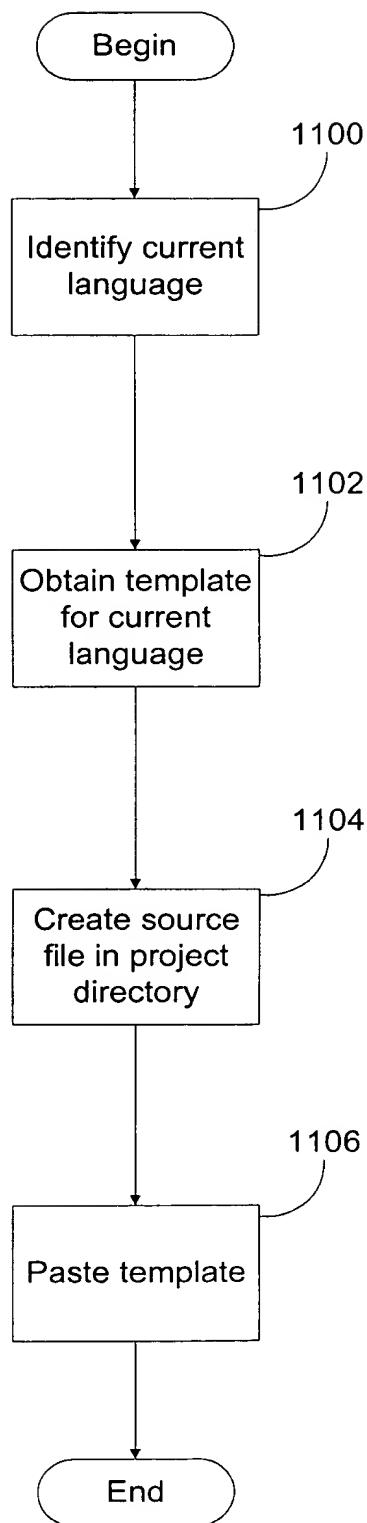 Begin
1100
Identify current
language
1102
Obtain template
for current
language
1104
Create source
file in project
directory
1106
Paste template
End